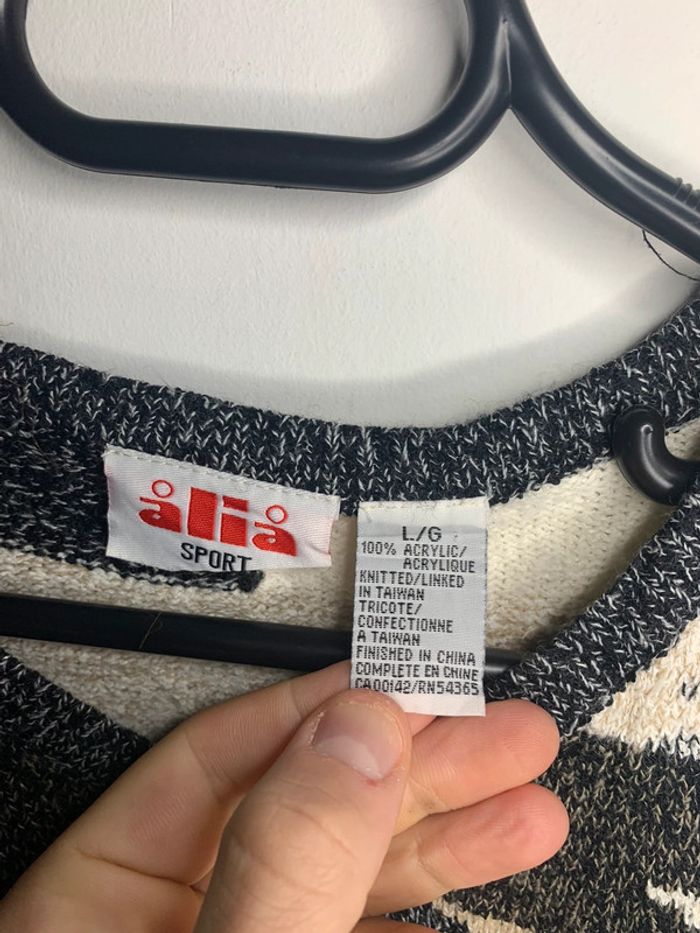 alia
SPORT
L/G
100% ACRYLIC/
ACRYLIQUE
KNITTED/LINKED
IN TAIWAN
TRICOTE/
CONFECTIONNE
A TAIWAN
FINISHED IN CHINA
COMPLETE EN CHINE
CA00142/RN54365